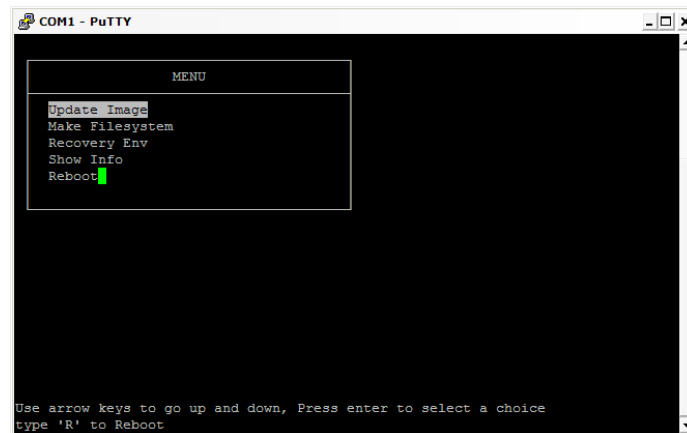 COM1 - PuTTY
MENU
Update Image
Make Filesystem
Recovery Env
Show Info
Reboot
Use arrow keys to go up and down, Press enter to select a choice
type 'R' to Reboot